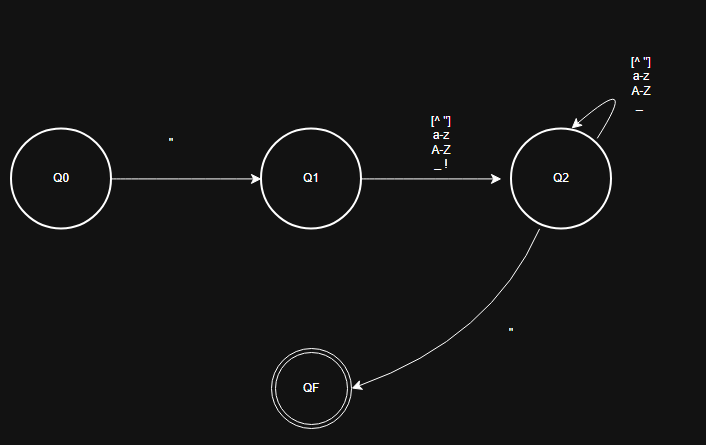 [^ "]
a-z
A-Z
_
[^ "]
a-z
A-Z
_ !
"
Q0
Q1
Q2
"
QF